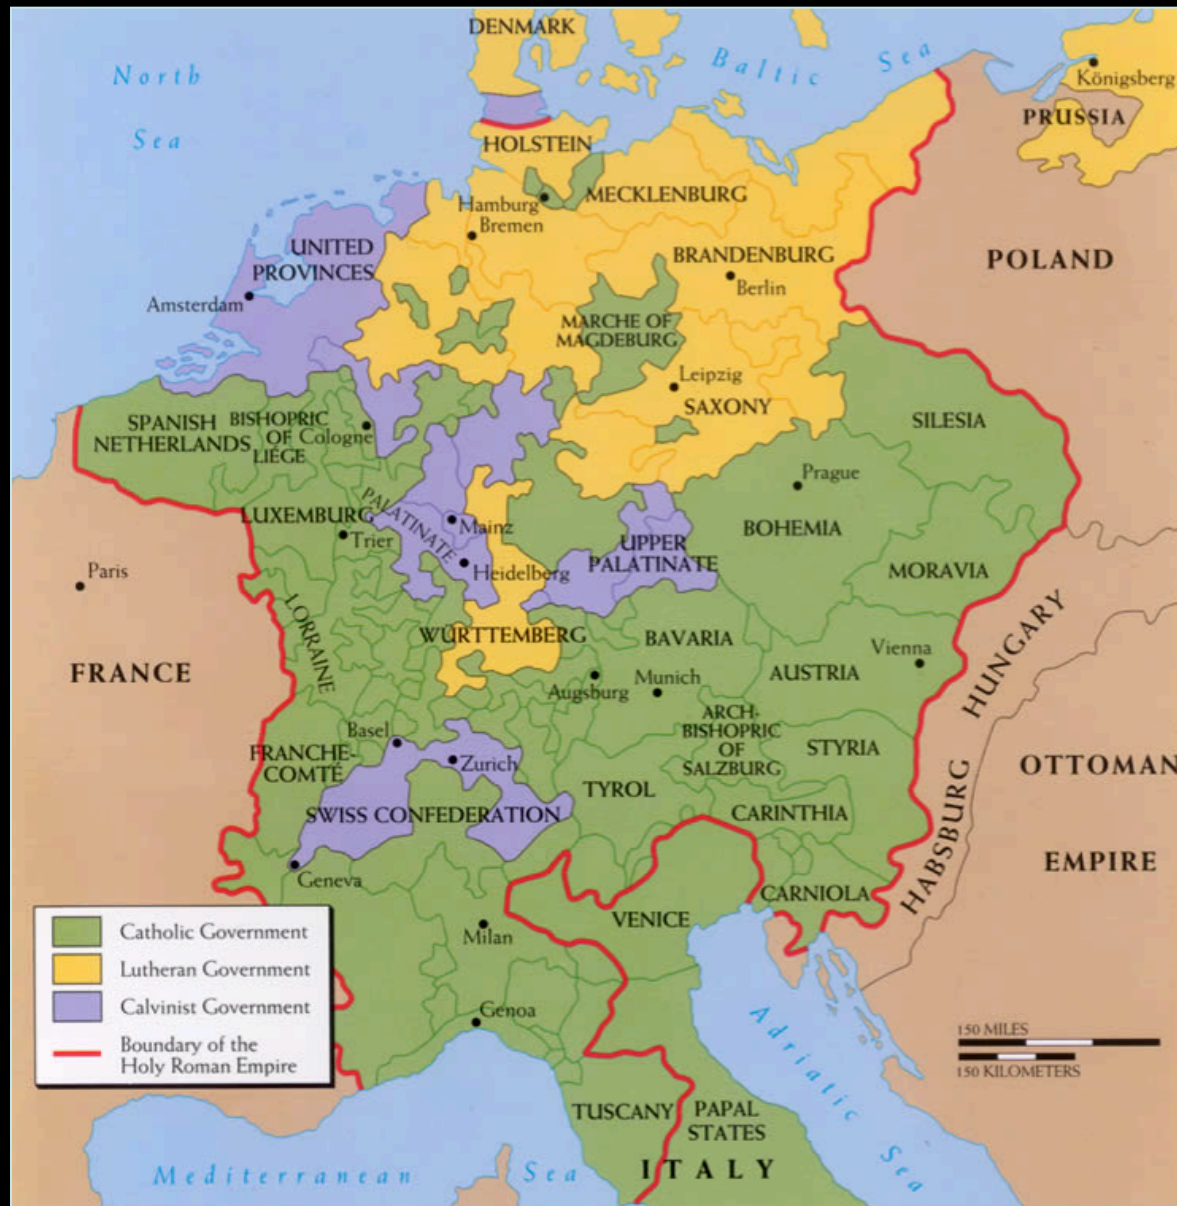 DENMARK
North
Sea
Baltic Sea
Königsberg
PRUSSIA
HOLSTEIN
MECKLENBURG
Hamburg
Bremen
UNITED
PROVINCES
BRANDENBURG
Berlin
POLAND
Amsterdam
MARCHE OF
MAGDEBURG
Leipzig
SAXONY
SPANISH
NETHERLANDS
BISHOPRIC
OF
LIÉGE
Cologne
SILESIA
Prague
LUXEMBURG
Trier
PALATINATE
Mainz
BOHEMIA
UPPER
PALATINATE
Heidelberg
MORAVIA
Paris
LORRAINE
WÜRTTEMBERG
BAVARIA
Vienna
FRANCE
Augsburg
Munich
AUSTRIA
HABSBURG HUNGARY
Basel
ARCH-
BISHOPRIC
OF
SALZBURG
STYRIA
FRANCHE-
COMTÉ
Zurich
TYROL
OTTOMAN
EMPIRE
SWISS CONFEDERATION
CARINTHIA
Geneva
CARNIOLA
VENICE
Milan
Genoa
Catholic Government
Lutheran Government
Calvinist Government
Boundary of the
Holy Roman Empire
Adriatic Sea
150 MILES
150 KILOMETERS
TUSCANY
PAPAL
STATES
ITALY
Mediterranean Sea